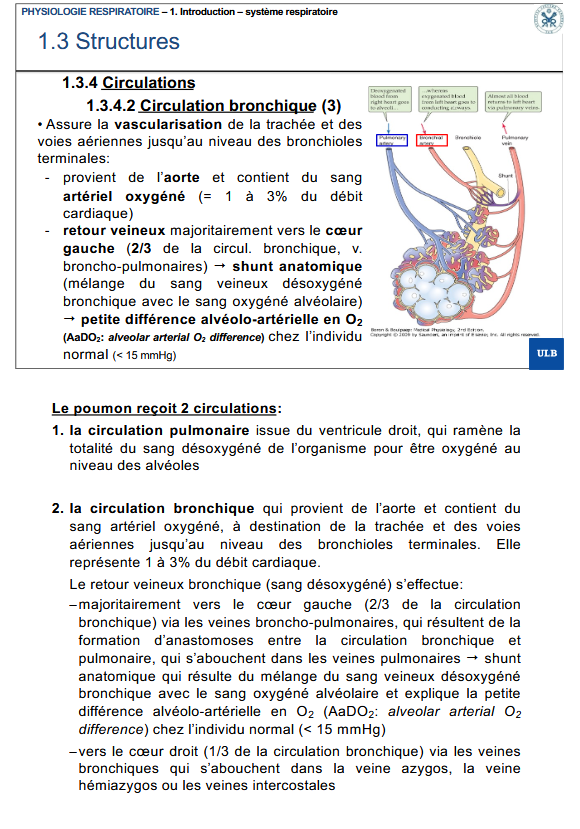 PHYSIOLOGIE RESPIRATOIRE – 1. Introduction – système respiratoire
1.3 Structures
1.3.4 Circulations
1.3.4.2 Circulation bronchique (3)
• Assure la vascularisation de la trachée et des
voies aériennes jusqu'au niveau des bronchioles
terminales:
- provient de l'aorte et contient du sang
artériel oxygéné (= 1 à 3% du débit
cardiaque)
- retour veineux majoritairement vers le cœur
gauche (2/3 de la circul. bronchique, v.
broncho-pulmonaires) → shunt anatomique
(mélange du sang veineux désoxygéné
bronchique avec le sang oxygéné alvéolaire)
→ petite différence alvéolo-artérielle en O₂
(AaDO₂: alveolar arterial O₂ difference) chez l'individu
normal (< 15 mmHg)
Deoxygenated
blood from
right heart goes
to alveoli...
...whereas
oxygenated blood
from left heart goes to
conducting airways.
Almost all blood
returns to left heart
via pulmonary veins.
Pulmonary
artery
Bronchial
artery
Bronchiole
Pulmonary
vein
Shunt
Boron & Boulpaep: Medical Physiology, 2nd Edition.
Copyright © 2009 by Saunders, an imprint of Elsevier, Inc. All rights reserved.
ULB
Le poumon reçoit 2 circulations:
1. la circulation pulmonaire issue du ventricule droit, qui ramène la
totalité du sang désoxygéné de l'organisme pour être oxygéné au
niveau des alvéoles
2. la circulation bronchique qui provient de l'aorte et contient du
sang artériel oxygéné, à destination de la trachée et des voies
aériennes jusqu'au niveau des bronchioles terminales. Elle
représente 1 à 3% du débit cardiaque.
Le retour veineux bronchique (sang désoxygéné) s'effectue:
–majoritairement vers le cœur gauche (2/3 de la circulation
bronchique) via les veines broncho-pulmonaires, qui résultent de la
formation d'anastomoses entre la circulation bronchique et
pulmonaire, qui s'abouchent dans les veines pulmonaires → shunt
anatomique qui résulte du mélange du sang veineux désoxygéné
bronchique avec le sang oxygéné alvéolaire et explique la petite
différence alvéolo-artérielle en O₂ (AaDO₂: alveolar arterial O₂
difference) chez l'individu normal (< 15 mmHg)
–vers le cœur droit (1/3 de la circulation bronchique) via les veines
bronchiques qui s'abouchent dans la veine azygos, la veine
hémiazygos ou les veines intercostales